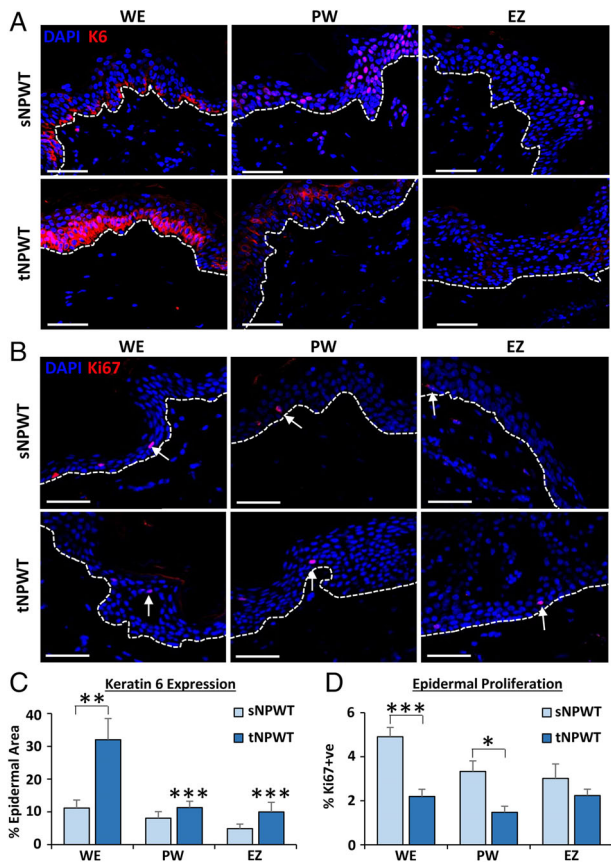 A
WE PW EZ
DAPI K6
sNPWT
tNPWT
B
WE PW EZ
DAPI Ki67
sNPWT
tNPWT
C Keratin 6 Expression
% Epidermal Area
40
30
20
10
0
**
***
***
sNPWT
tNPWT
WE PW EZ
D Epidermal Proliferation
% Ki67+ve
6
4
2
0
***
*
sNPWT
tNPWT
WE PW EZ